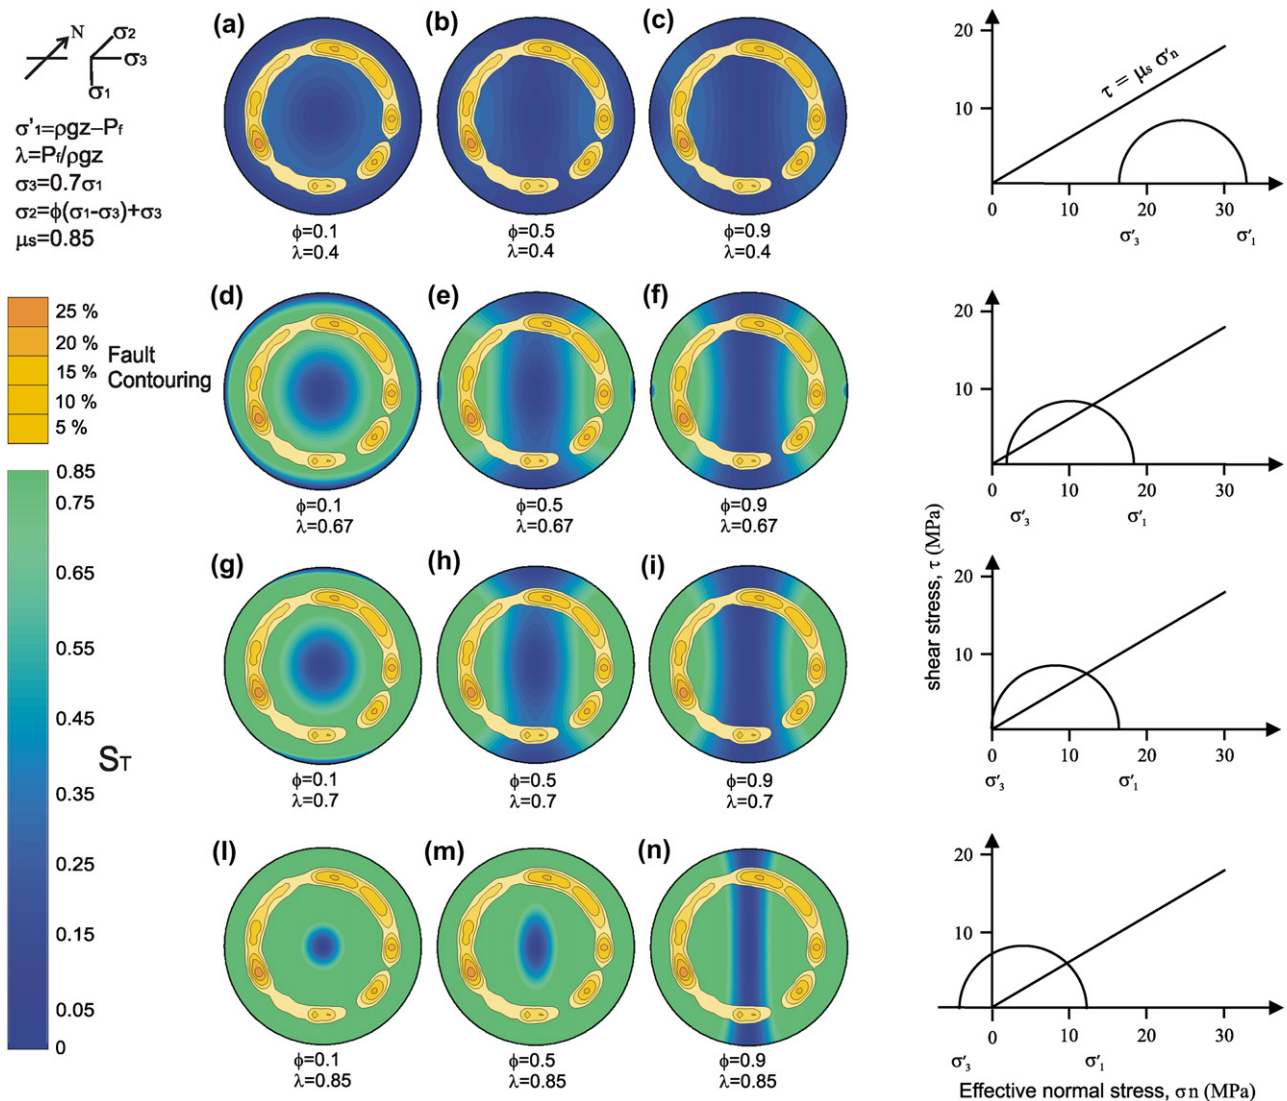 N
σ2
σ3
σ1
σ'1=ρgz–Pf
λ=Pf/ρgz
σ3=0.7σ1
σ2=ϕ(σ1-σ3)+σ3
μs=0.85
25 %
20 %
15 %
10 %
5 %
Fault
Contouring
0.85
0.75
0.65
0.55
0.45
0.35
0.25
0.15
0.05
0
ST
(a)
(b)
(c)
ϕ=0.1
λ=0.4
ϕ=0.5
λ=0.4
ϕ=0.9
λ=0.4
20
10
τ = μs σ'n
0
10
20
30
σ'3
σ'1
(d)
(e)
(f)
ϕ=0.1
λ=0.67
ϕ=0.5
λ=0.67
ϕ=0.9
λ=0.67
20
10
0
10
20
30
σ'3
σ'1
(g)
(h)
(i)
ϕ=0.1
λ=0.7
ϕ=0.5
λ=0.7
ϕ=0.9
λ=0.7
20
10
0
10
20
30
σ'3
σ'1
(l)
(m)
(n)
ϕ=0.1
λ=0.85
ϕ=0.5
λ=0.85
ϕ=0.9
λ=0.85
20
10
0
10
20
30
σ'3
σ'1
shear stress, τ (MPa)
Effective normal stress, σn (MPa)